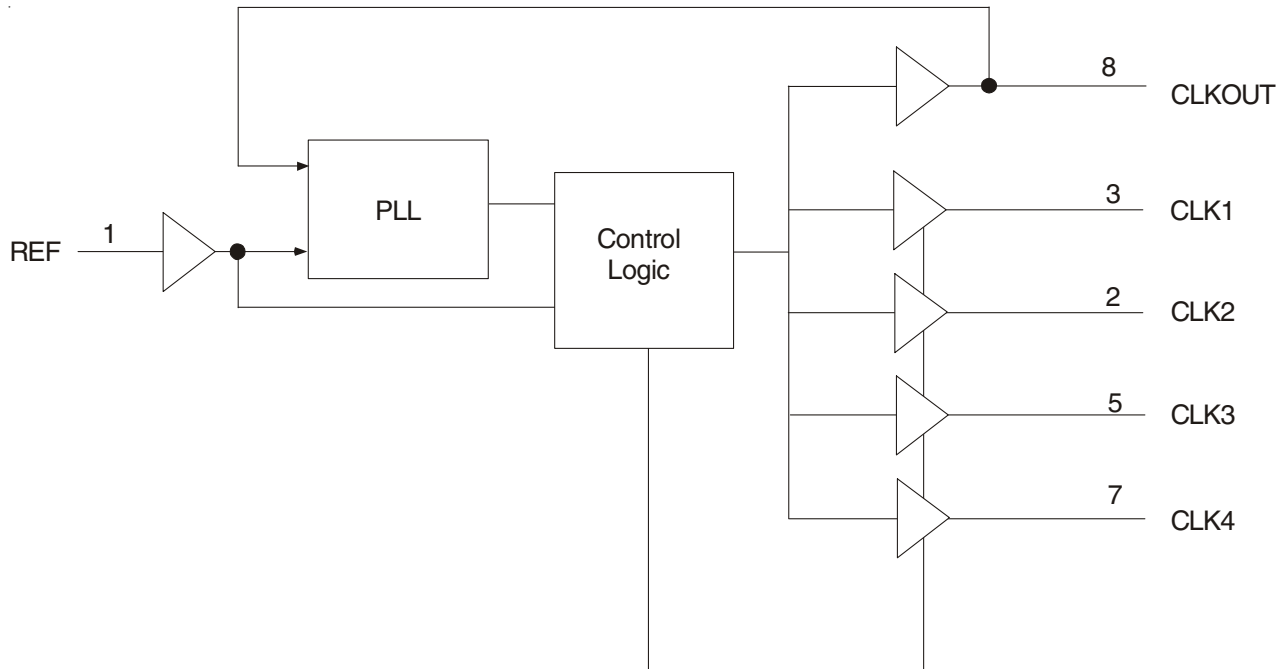 8
CLKOUT
PLL
3
CLK1
REF
1
Control
Logic
2
CLK2
5
CLK3
7
CLK4